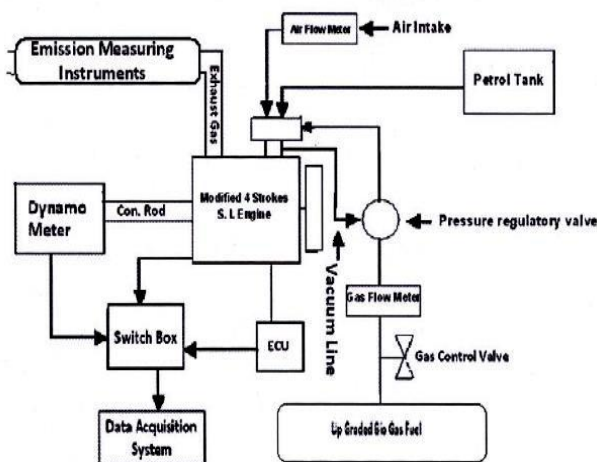 Air Flow Meter
Air Intake
Emission Measuring
Instruments
Petrol Tank
Exhaust Gas
Modified 4 Strokes
S. I. Engine
Dynamo
Meter
Con. Rod
Pressure regulatory valve
Vacuum Line
Gas Flow Meter
Switch Box
ECU
Gas Control Valve
Data Acquisition
System
Up Graded Bio Gas Fuel